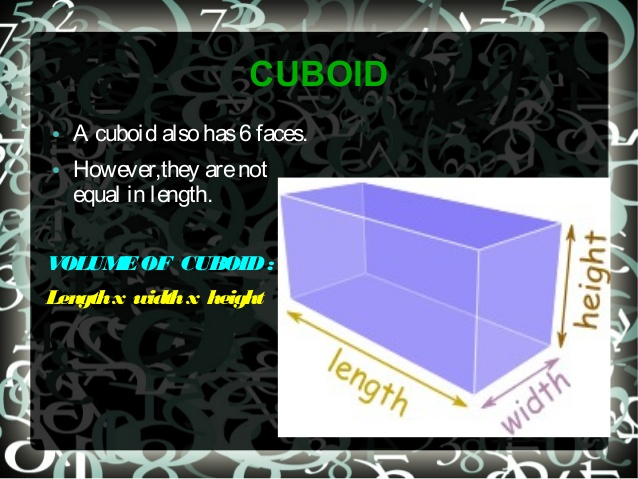 CUBOID
• A cuboid also has 6 faces.
• However,they are not
equal in length.
VOLUME OF CUBOID :
Length x width x height
length
width
height